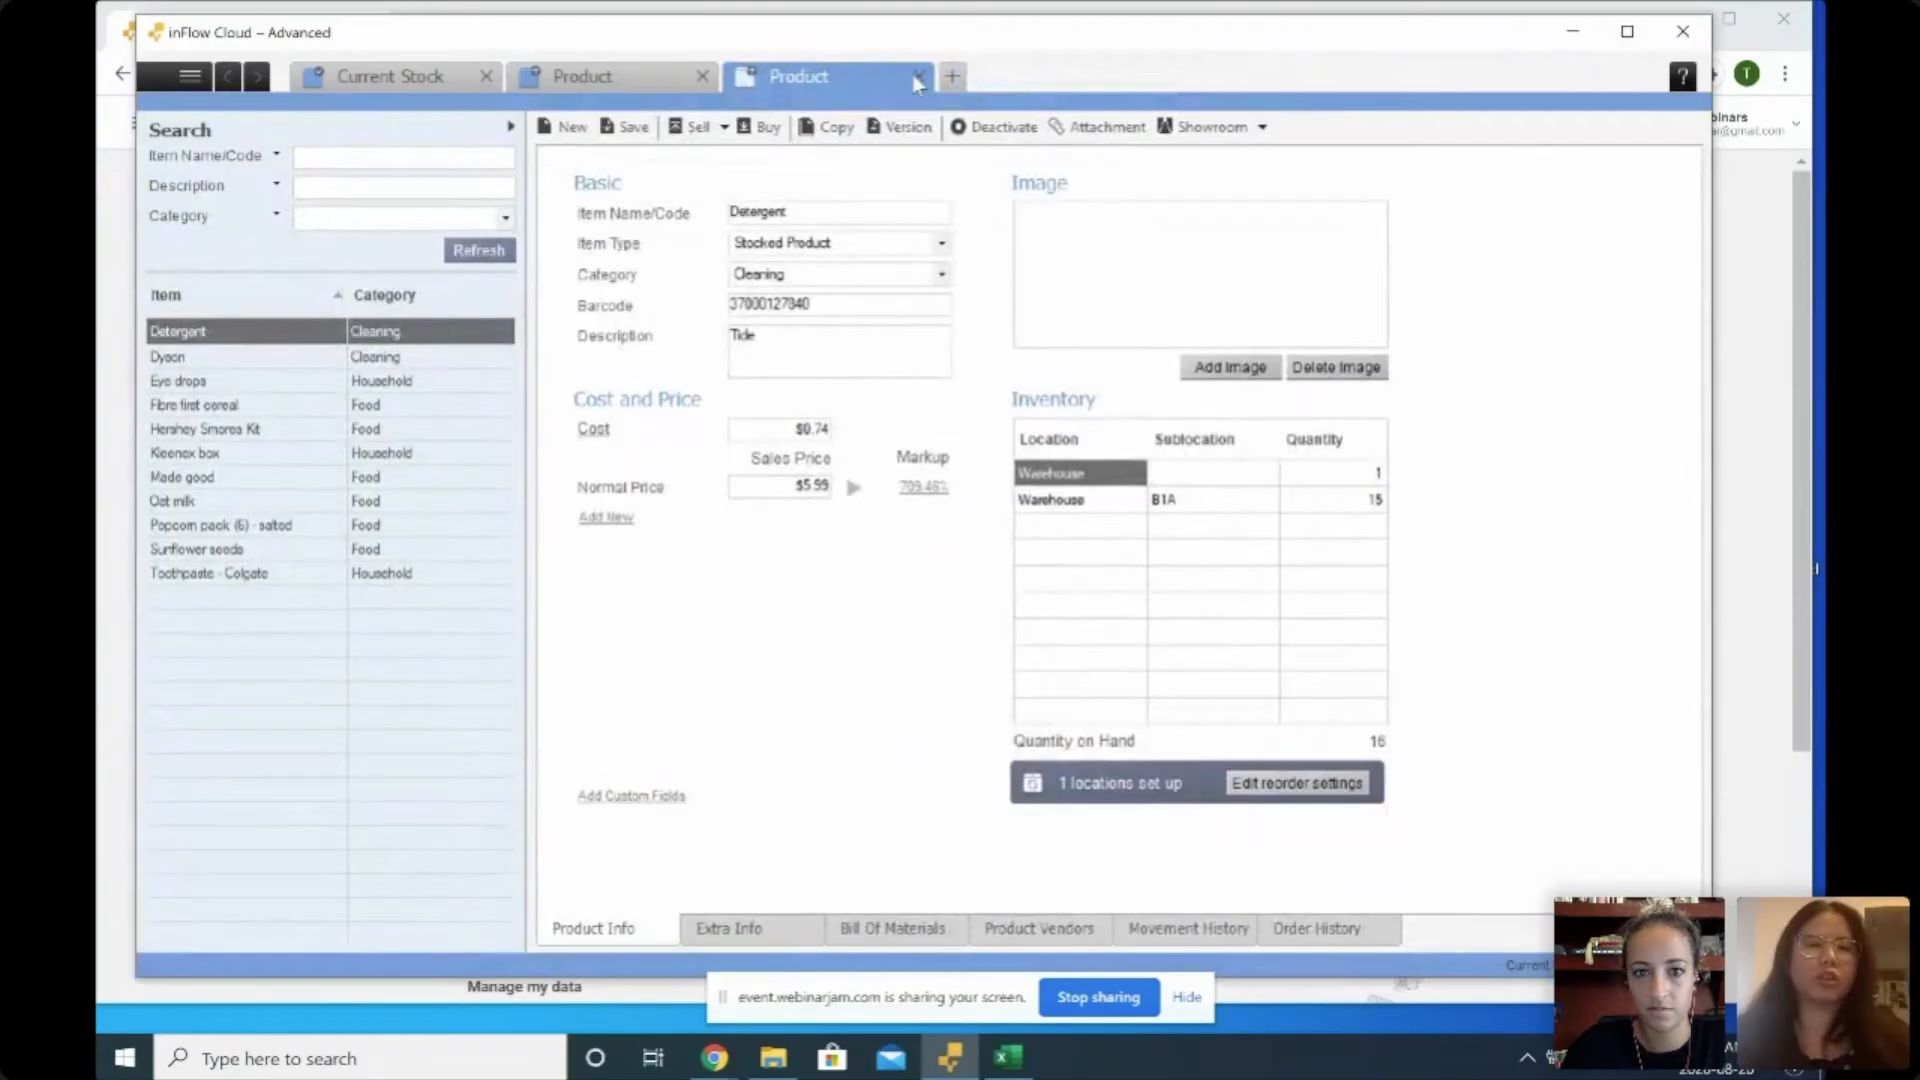 inFlow Cloud – Advanced
Current Stock
Product
Product
?
T
Search
Item Name/Code
Description
Category
Refresh
Item Category
Detergent Cleaning
Dyson Cleaning
Eye drops Household
Fibre first cereal Food
Hershey Smores Kit Food
Kleenex box Household
Made good Food
Oat milk Food
Popcorn pack (6) - salted Food
Sunflower seeds Food
Toothpaste - Colgate Household
New Save Sell Buy Copy Version Deactivate Attachment Showroom
Basic
Item Name/Code Detergent
Item Type Stocked Product
Category Cleaning
Barcode 37000127840
Description Tide
Cost and Price
Cost $0.74
Sales Price Markup
Normal Price $5.99 709.46%
Add New
Add Custom Fields
Image
Add Image Delete Image
Inventory
Location Sublocation Quantity
Warehouse 1
Warehouse B1A 15
Quantity on Hand 16
1 locations set up Edit reorder settings
Product Info Extra Info Bill Of Materials Product Vendors Movement History Order History
Current
Manage my data
event.webinarjam.com is sharing your screen. Stop sharing Hide
Type here to search